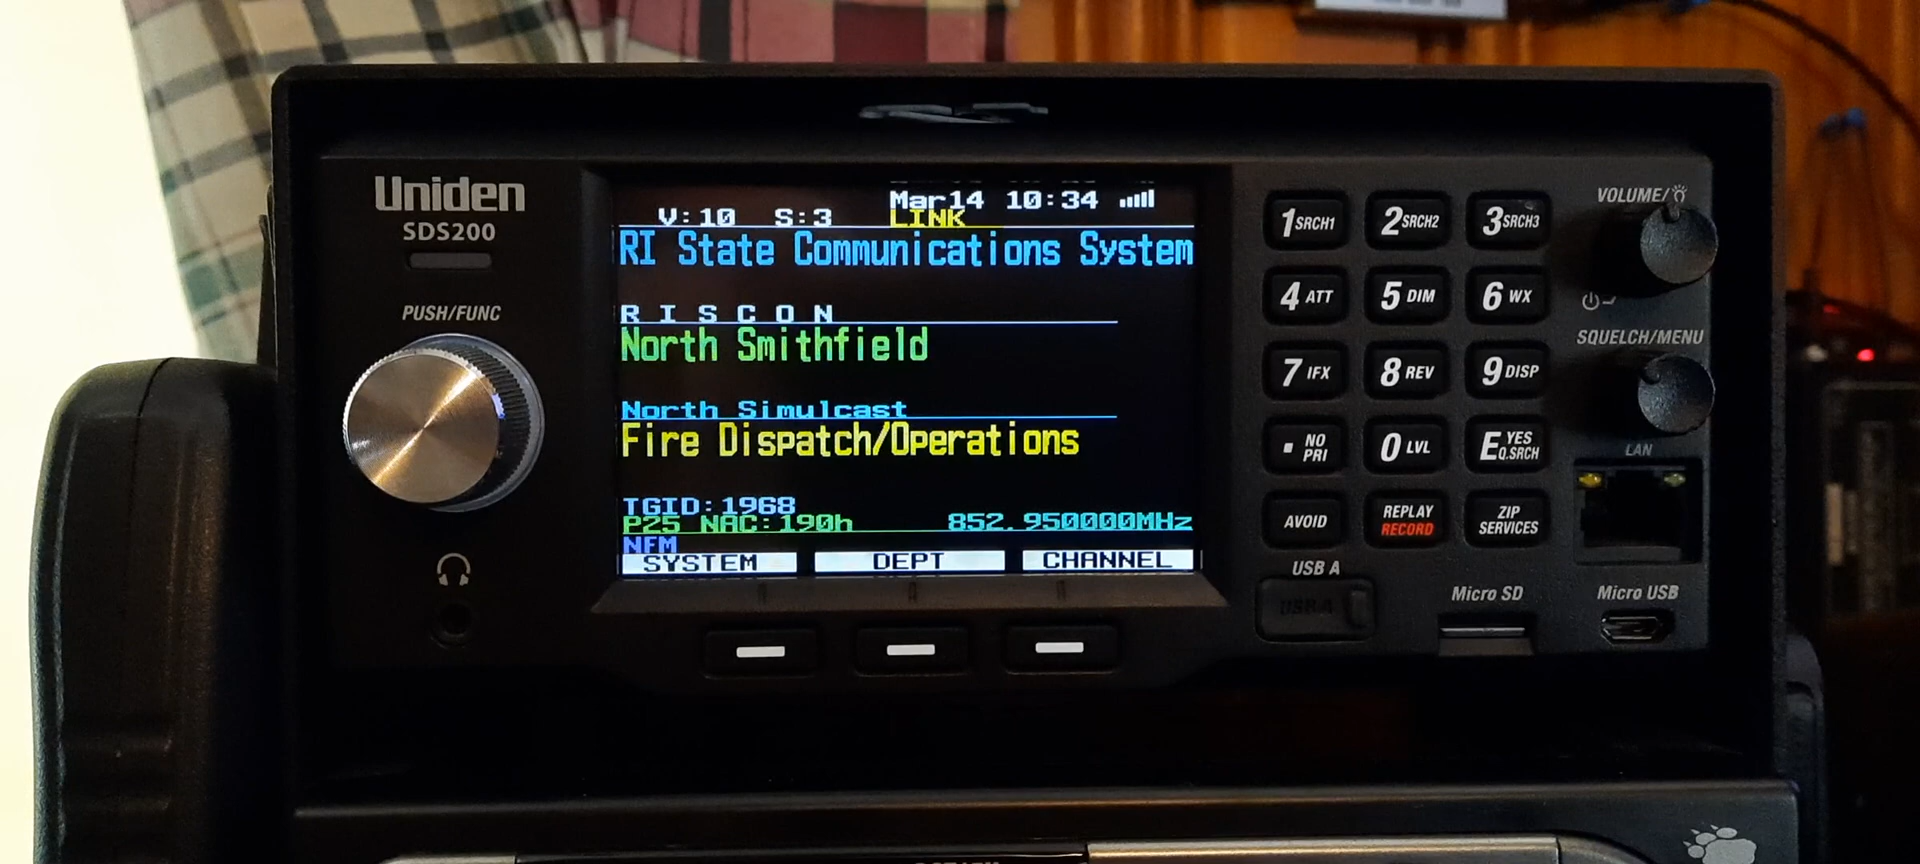 Uniden
SDS200
PUSH/FUNC
Mar14 10:34
V:10 S:3 LINK
RI State Communications System
RISCON
North Smithfield
North Simulcast
Fire Dispatch/Operations
TGID:1968
P25 NAC:190h 852.950000MHz
NFM
SYSTEM DEPT CHANNEL
1 SRCH1 2 SRCH2 3 SRCH3
4 ATT 5 DIM 6 WX
7 IFX 8 REV 9 DISP
. NO PRI 0 LVL E YES Q.SRCH
AVOID REPLAY RECORD ZIP SERVICES
VOLUME/
SQUELCH/MENU
LAN
USB A
USB A
Micro SD
Micro USB